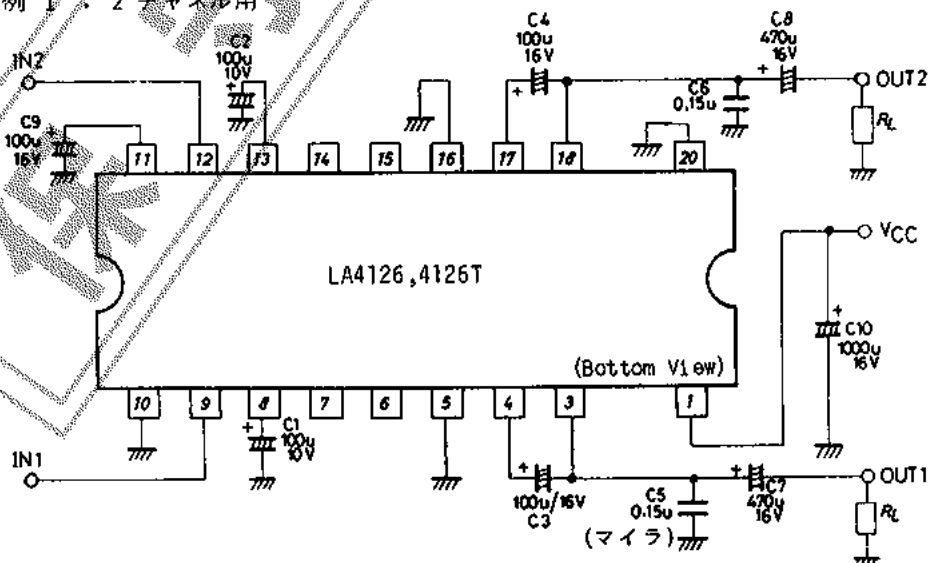 例 1 : 2 チャネル用
IN2
C2
100u
10V
C4
100u
16V
C8
470u
16V
OUT2
C6
0,15u
RL
C9
100u
16V
11
12
13
14
15
16
17
18
20
VCC
LA4126,4126T
C10
1000u
16V
(Bottom View)
10
9
8
7
6
5
4
3
1
C1
100u
10V
IN1
100u/16V
C3
C5
0.15u
(マイラ)
C7
470u
16V
OUT1
RL